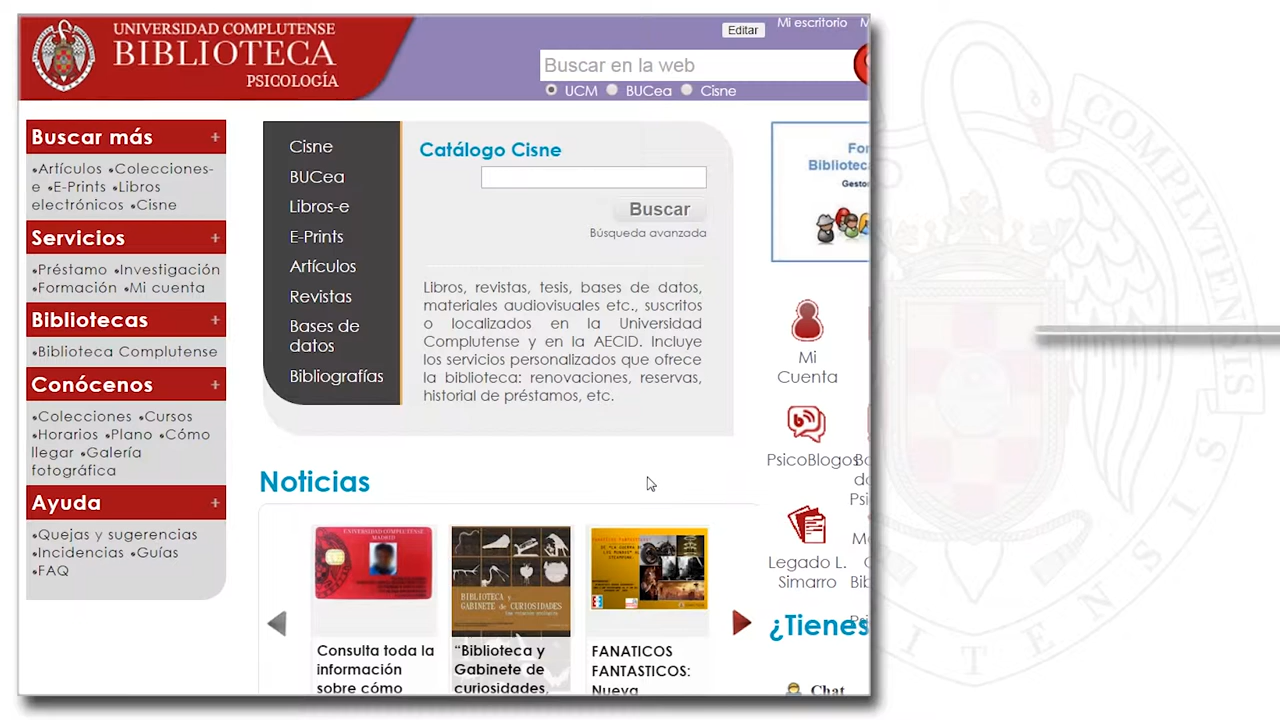 UNIVERSIDAD COMPLUTENSE
BIBLIOTECA
PSICOLOGÍA
Editar
Mi escritorio
M
Buscar en la web
UCM
BUCea
Cisne
Buscar más +
•Artículos •Colecciones-
e •E-Prints •Libros
electrónicos •Cisne
Servicios +
•Préstamo •Investigación
•Formación •Mi cuenta
Bibliotecas +
•Biblioteca Complutense
Conócenos +
•Colecciones •Cursos
•Horarios •Plano •Cómo
llegar •Galería
fotográfica
Ayuda +
•Quejas y sugerencias
•Incidencias •Guías
•FAQ
Cisne
BUCea
Libros-e
E-Prints
Artículos
Revistas
Bases de
datos
Bibliografías
Catálogo Cisne
Buscar
Búsqueda avanzada
Libros, revistas, tesis, bases de datos,
materiales audiovisuales etc., suscritos
o localizados en la Universidad
Complutense y en la AECID. Incluye
los servicios personalizados que ofrece
la biblioteca: renovaciones, reservas,
historial de préstamos, etc.
For
Biblioteca
Gesto
Mi
Cuenta
PsicoBlogos
Legado L.
Simarro
¿Tienes
Chat
Noticias
UNIVERSIDAD COMPLUTENSE
MADRID
BIBLIOTECA Y
GABINETE DE CURIOSIDADES
Consulta toda la
información
sobre cómo
“Biblioteca y
Gabinete de
curiosidades,
FANATICOS
FANTASTICOS:
Nueva